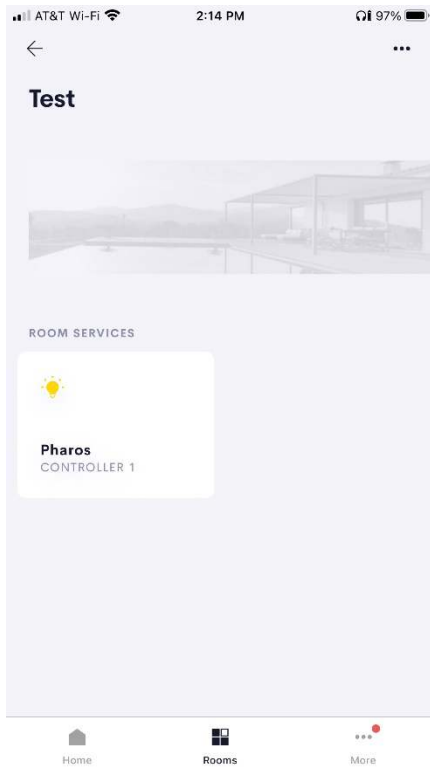 AT&T Wi-Fi 2:14 PM 97%
Test
ROOM SERVICES
Pharos
CONTROLLER 1
Home Rooms More